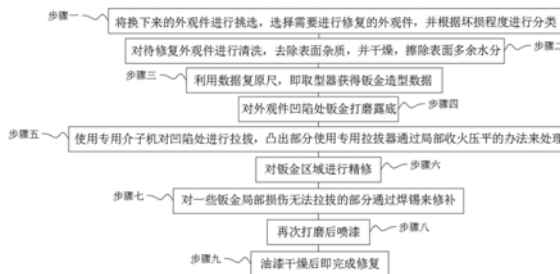 步骤一
将换下来的外观件进行挑选，选择需要进行修复的外观件，并根据坏损程度进行分类
对待修复外观件进行清洗，去除表面杂质，并干燥，擦除表面多余水分
步骤二
步骤三
利用数据复原尺，即取型器获得钣金造型数据
对外观件凹陷处钣金打磨露底
步骤四
步骤五
使用专用介子机对凹陷处进行拉拔，凸出部分使用专用拉拔器通过局部收火压平的办法来处理
对钣金区域进行精修
步骤六
步骤七
对一些钣金局部损伤无法拉拔的部分通过焊锡来修补
再次打磨后喷漆
步骤八
步骤九
油漆干燥后即完成修复